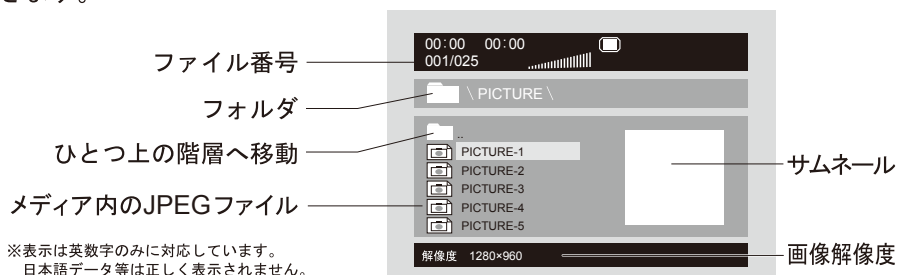 きます。
ファイル番号
フォルダ
ひとつ上の階層へ移動
メディア内のJPEGファイル
※表示は英数字のみに対応しています。
日本語データ等は正しく表示されません。
00:00 00:00
001/025
\ PICTURE \
..
PICTURE-1
PICTURE-2
PICTURE-3
PICTURE-4
PICTURE-5
解像度 1280×960
サムネール
画像解像度